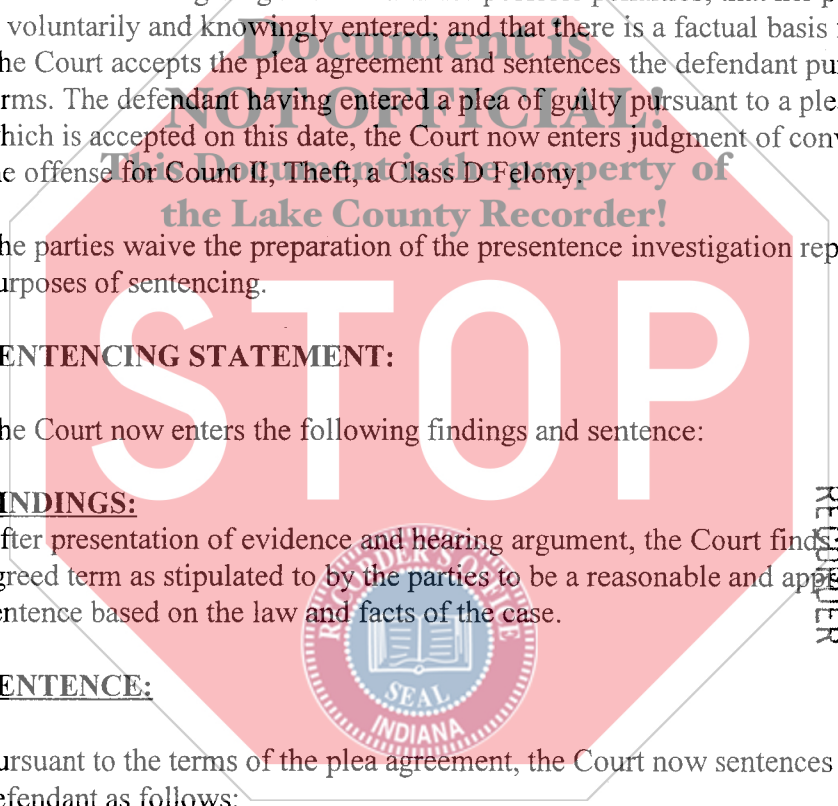 voluntarily and knowingly entered; and that there is a factual basis
Document is
he Court accepts the plea agreement and sentences the defendant pu
rms. The defendant having entered a plea of guilty pursuant to a ple
NOT OFFICIAL!
hich is accepted on this date, the Court now enters judgment of conv
e offense for Count II, Theft, a Class D Felony.
This Document is the property of
the Lake County Recorder!
he parties waive the preparation of the presentence investigation rep
urposes of sentencing.
STOP
ENTENCING STATEMENT:
he Court now enters the following findings and sentence:
INDINGS:
fter presentation of evidence and hearing argument, the Court finds
greed term as stipulated to by the parties to be a reasonable and app
entence based on the law and facts of the case.
RECORDER
RECORDER'S OFFICE
SEAL
INDIANA
ENTENCE:
ursuant to the terms of the plea agreement, the Court now sentences
efendant as follows: